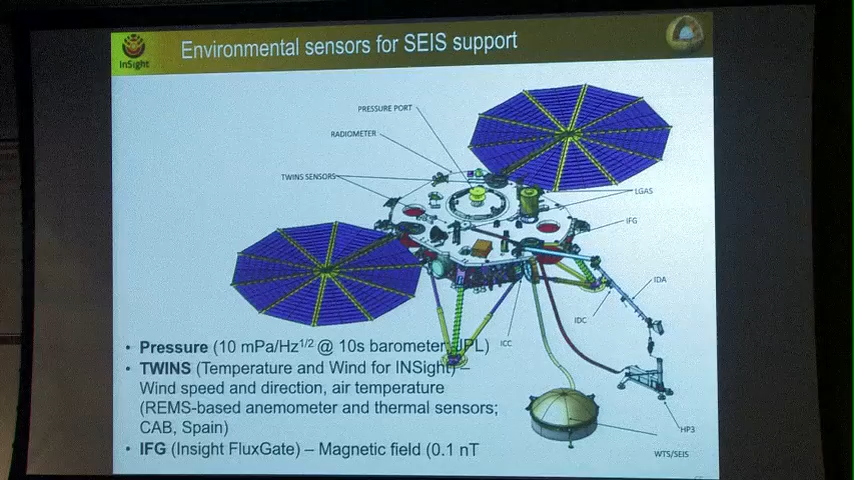 InSight
Environmental sensors for SEIS support
PRESSURE PORT
RADIOMETER
TWINS SENSORS
LGAS
IFG
IDA
IDC
ICC
HP3
WTS/SEIS
• Pressure (10 mPa/Hz1/2 @ 10s barometer, JPL)
• TWINS (Temperature and Wind for INSight) –
Wind speed and direction, air temperature
(REMS-based anemometer and thermal sensors;
CAB, Spain)
• IFG (Insight FluxGate) – Magnetic field (0.1 nT